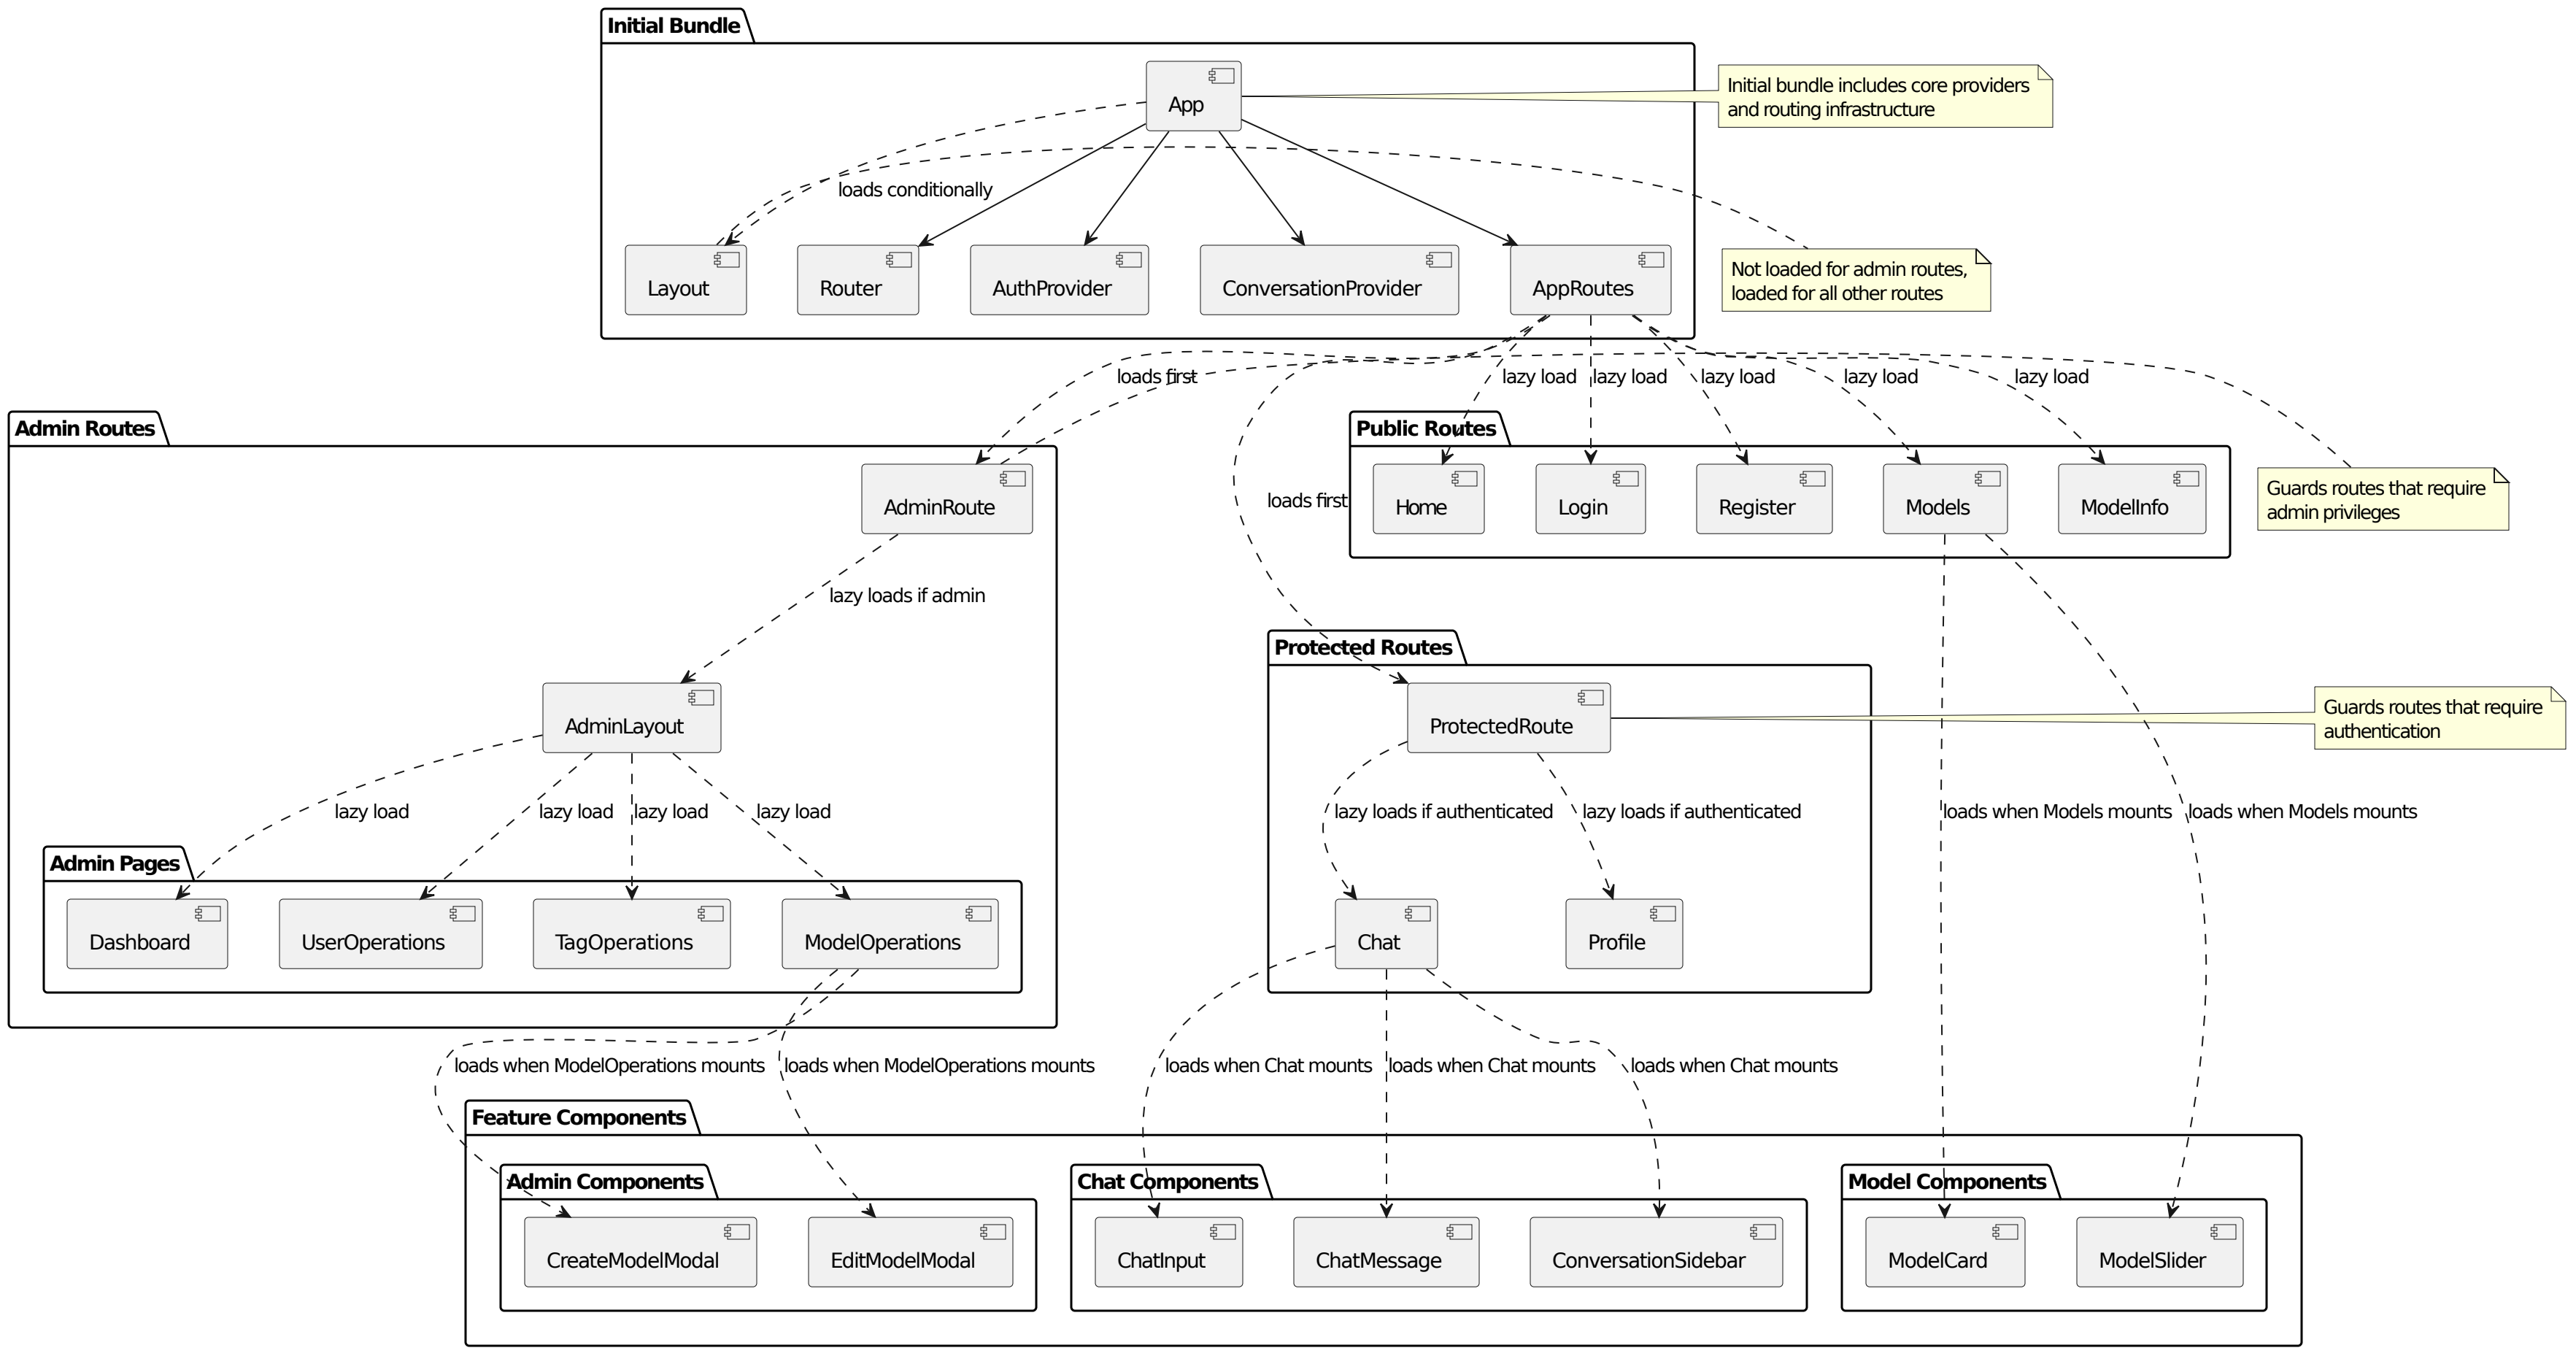 Initial Bundle
App
Initial bundle includes core providers
and routing infrastructure
loads conditionally
Layout
Router
AuthProvider
ConversationProvider
AppRoutes
Not loaded for admin routes,
loaded for all other routes
loads first
lazy load
lazy load
lazy load
lazy load
lazy load
Admin Routes
Public Routes
AdminRoute
loads first
Home
Login
Register
Models
ModelInfo
Guards routes that require
admin privileges
lazy loads if admin
Protected Routes
AdminLayout
ProtectedRoute
Guards routes that require
authentication
lazy load
lazy load
lazy load
lazy load
lazy loads if authenticated
lazy loads if authenticated
loads when Models mounts
loads when Models mounts
Admin Pages
Dashboard
UserOperations
TagOperations
ModelOperations
Chat
Profile
loads when ModelOperations mounts
loads when ModelOperations mounts
loads when Chat mounts
loads when Chat mounts
loads when Chat mounts
Feature Components
Admin Components
Chat Components
Model Components
CreateModelModal
EditModelModal
ChatInput
ChatMessage
ConversationSidebar
ModelCard
ModelSlider